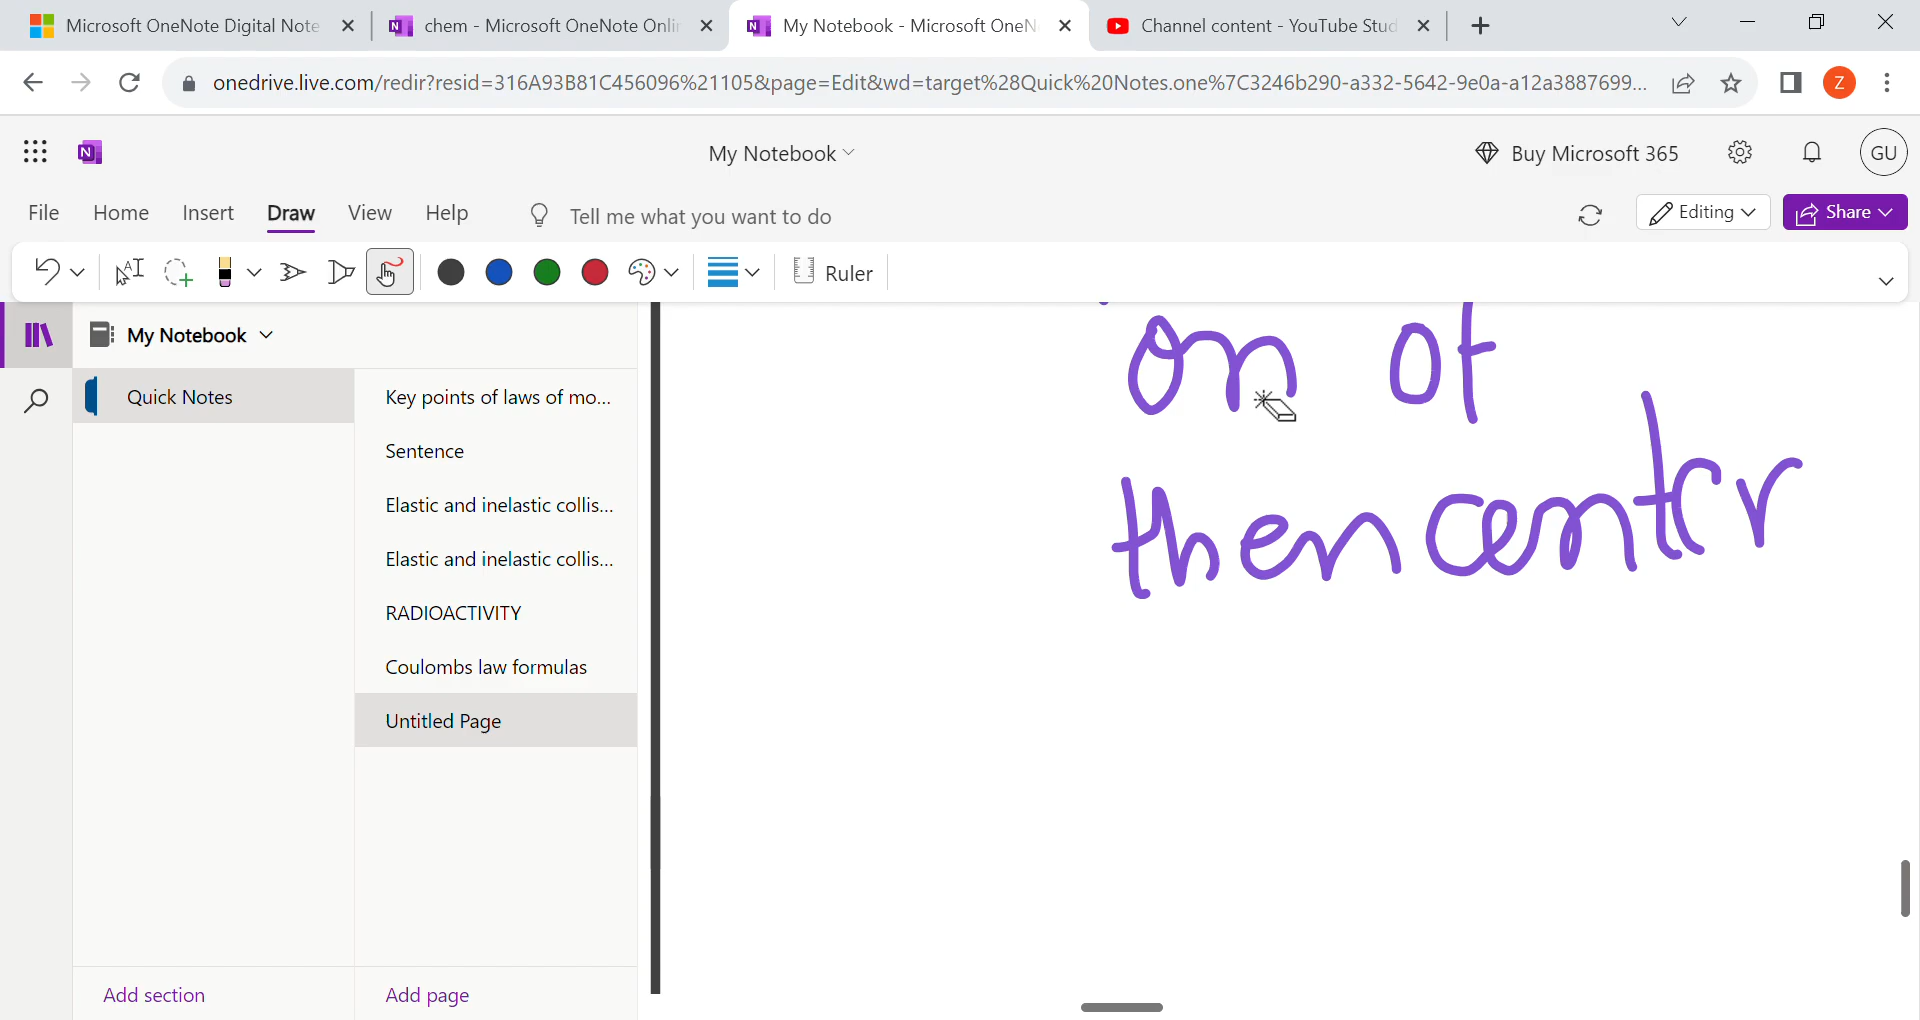 Microsoft OneNote Digital Note
chem - Microsoft OneNote Onli
My Notebook - Microsoft OneN
Channel content - YouTube Stud
onedrive.live.com/redir?resid=316A93B81C456096%21105&page=Edit&wd=target%28Quick%20Notes.one%7C3246b290-a332-5642-9e0a-a12a3887699...
Z
N
My Notebook
Buy Microsoft 365
GU
File Home Insert Draw View Help
Tell me what you want to do
Editing
Share
Ruler
My Notebook
Quick Notes
Key points of laws of mo...
Sentence
Elastic and inelastic collis...
Elastic and inelastic collis...
RADIOACTIVITY
Coulombs law formulas
Untitled Page
Add section
Add page
on of
then centr